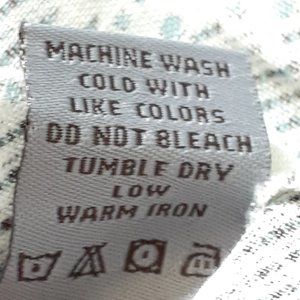 MACHINE WASH
COLD WITH
LIKE COLORS
DO NOT BLEACH
TUMBLE DRY
LOW
WARM IRON